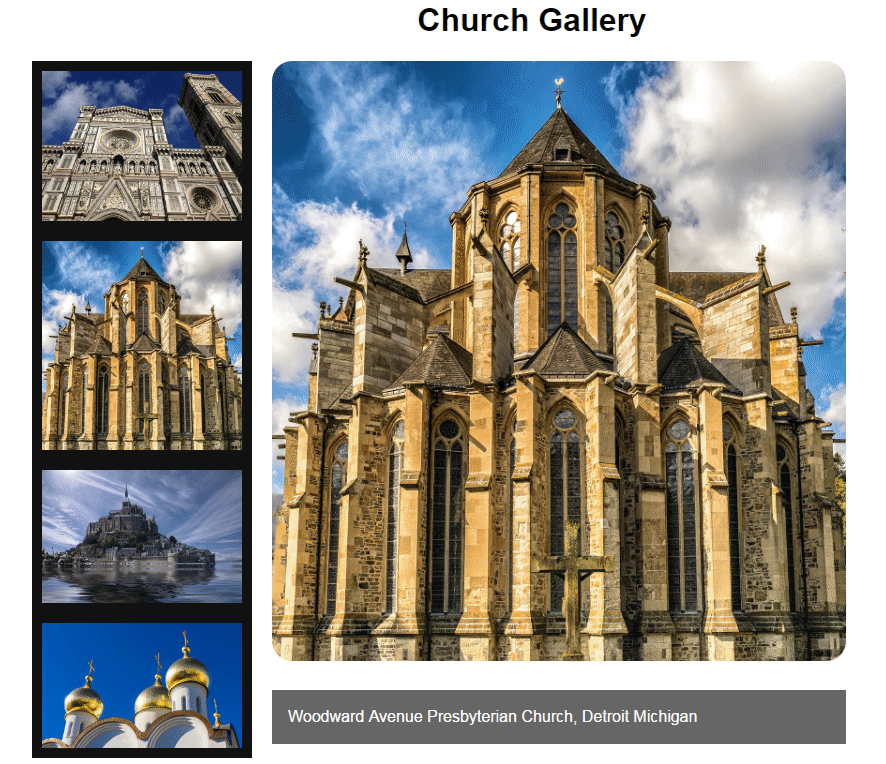 Church Gallery
Woodward Avenue Presbyterian Church, Detroit Michigan